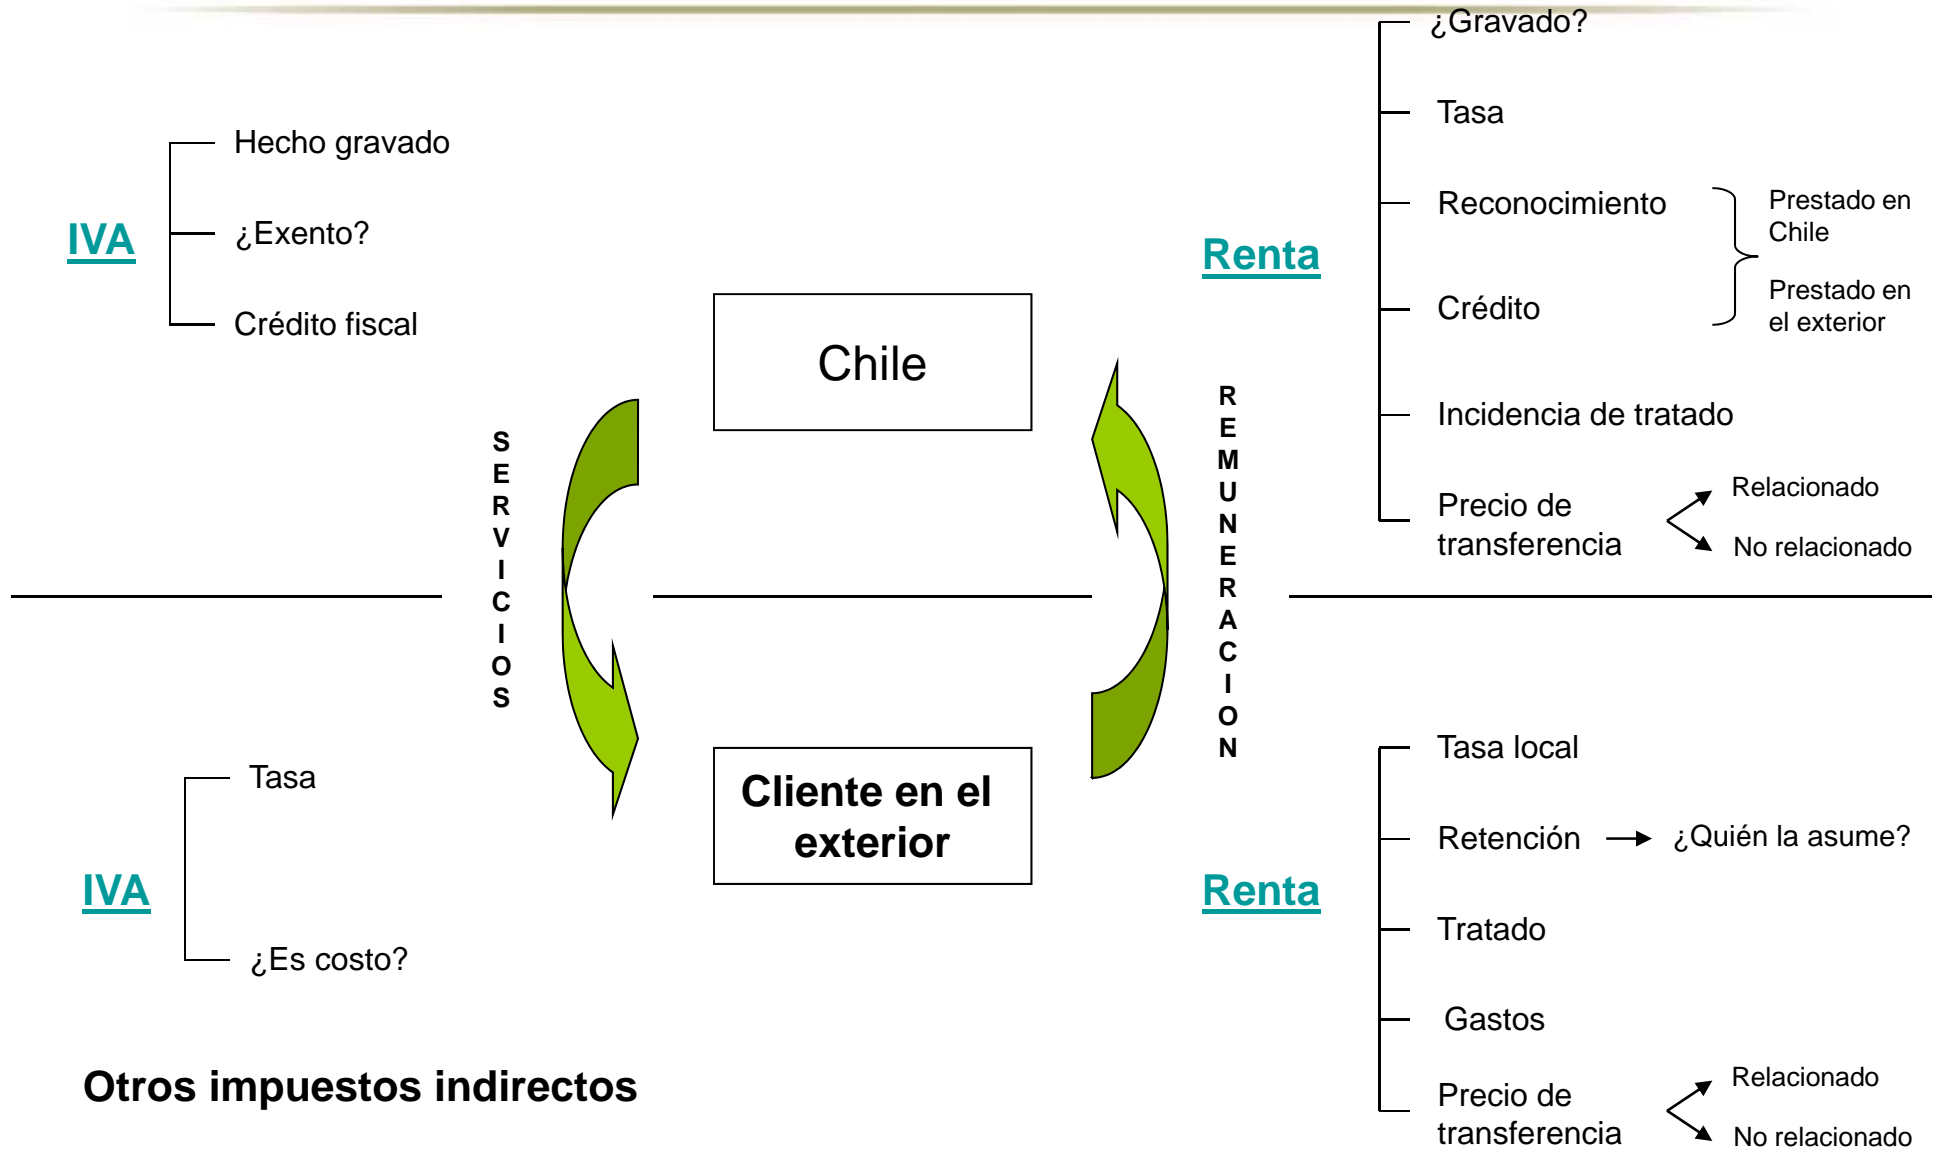 ¿Gravado?
Tasa
Hecho gravado
Reconocimiento
Prestado en
Chile
IVA
¿Exento?
Renta
Crédito fiscal
Crédito
Prestado en
el exterior
Chile
Incidencia de tratado
SERVICIOS
REMUNERACION
Precio de
transferencia
Relacionado
No relacionado
Tasa
IVA
¿Es costo?
Cliente en el
exterior
Renta
Tasa local
Retención
¿Quién la asume?
Tratado
Gastos
Precio de
transferencia
Relacionado
No relacionado
Otros impuestos indirectos